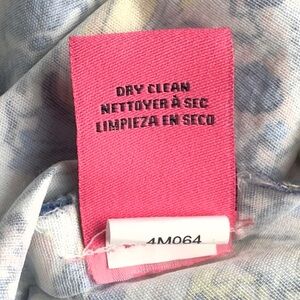 DRY CLEAN
NETTOYER À SEC
LIMPIEZA EN SECO
4M064